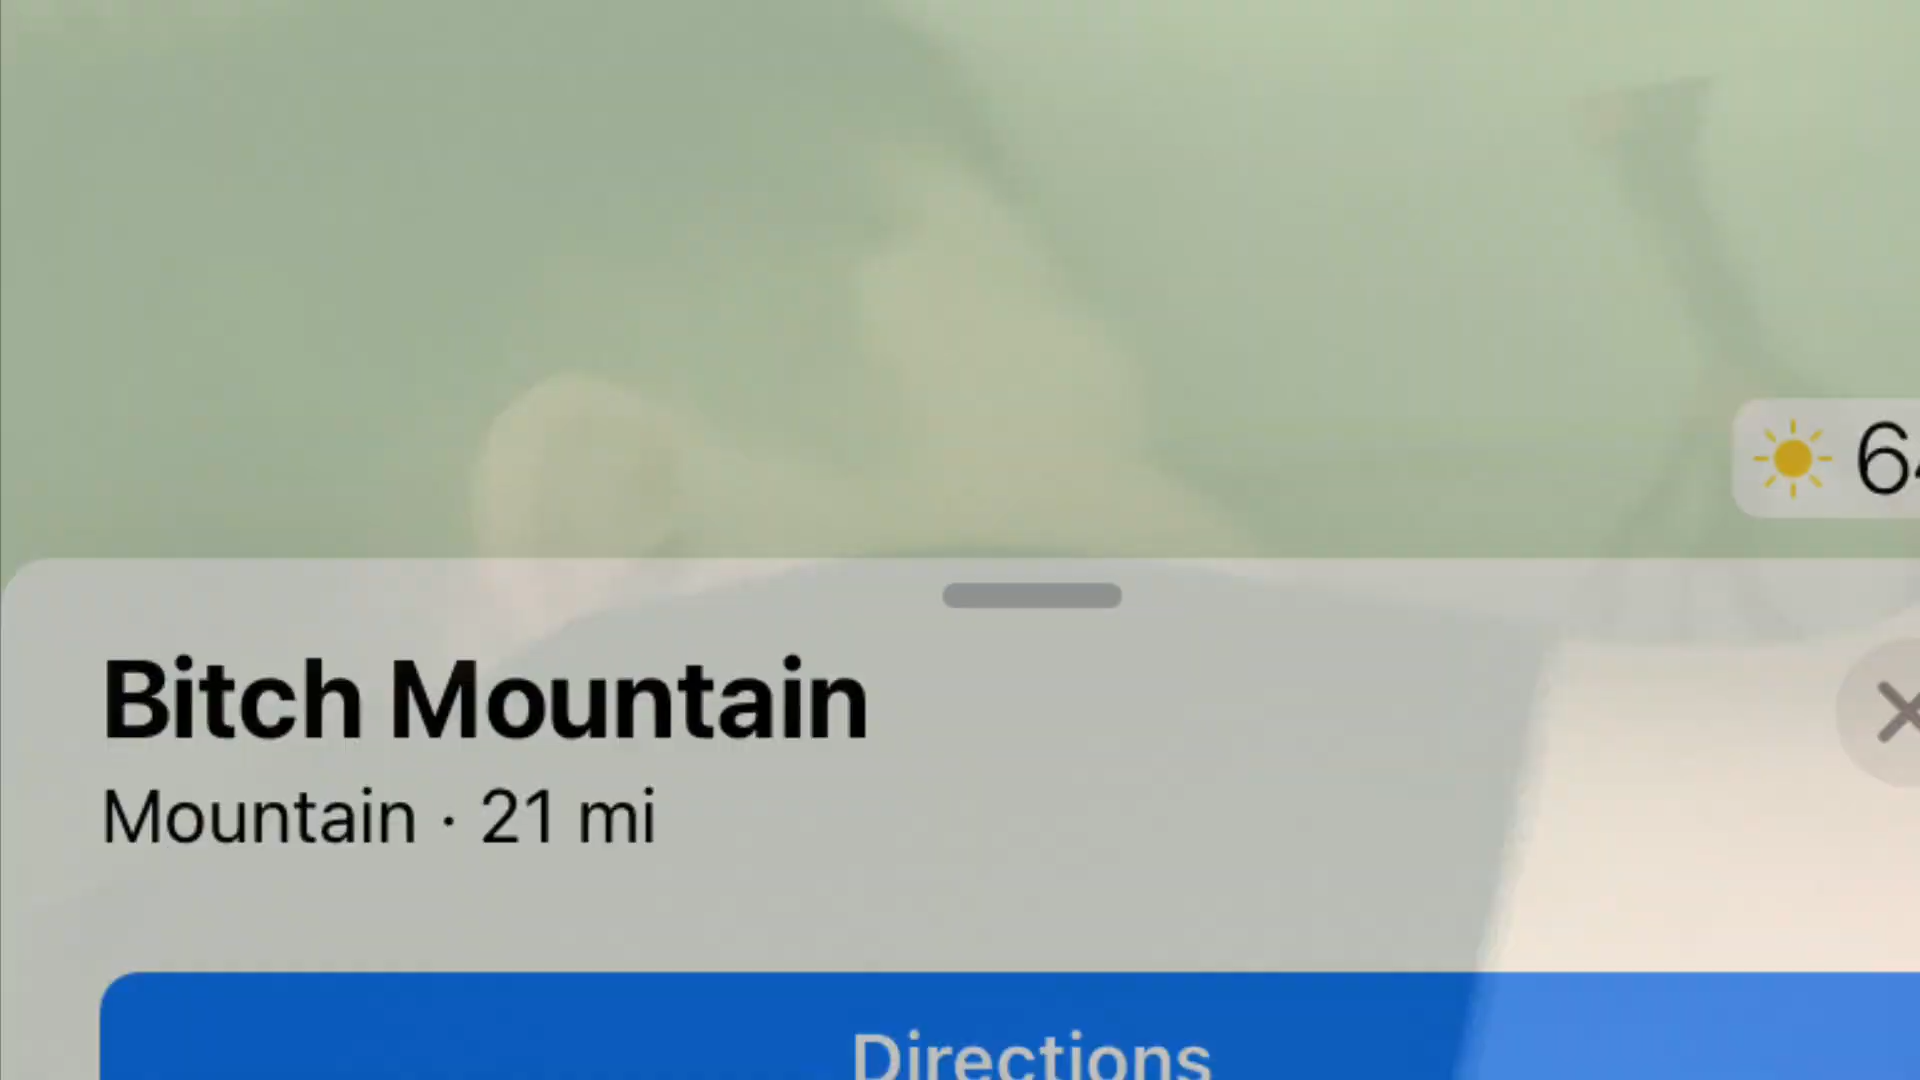 Bitch Mountain
Mountain · 21 mi
Directions